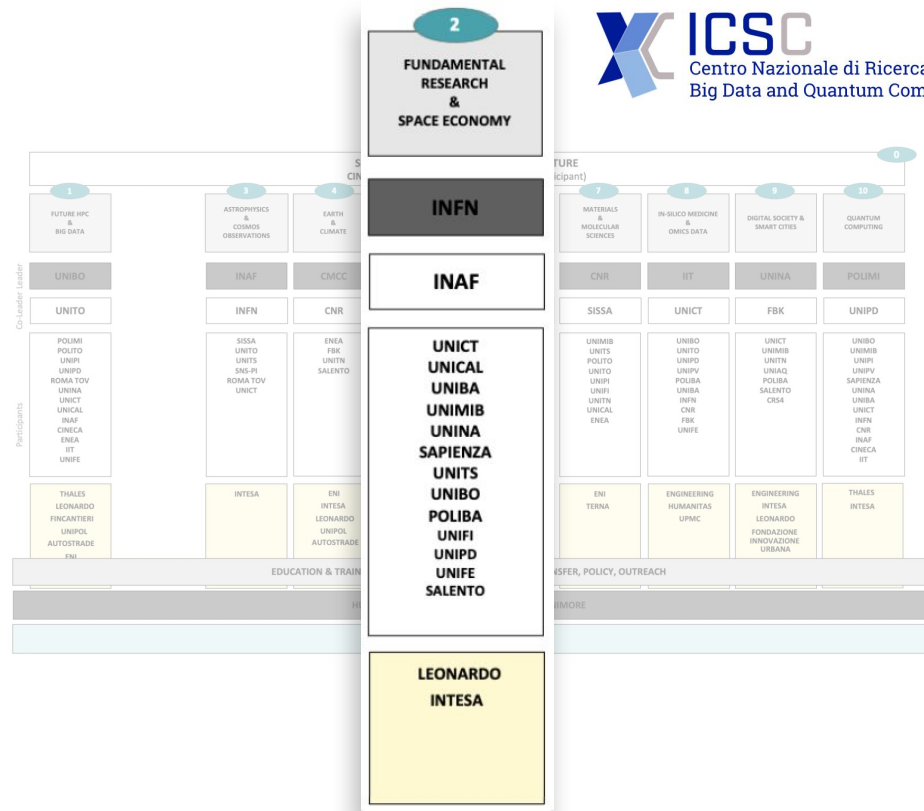 2
FUNDAMENTAL
RESEARCH
&
SPACE ECONOMY
INFN
INAF
UNICT
UNICAL
UNIBA
UNIMIB
UNINA
SAPIENZA
UNITS
UNIBO
POLIBA
UNIFI
UNIPD
UNIFE
SALENTO
LEONARDO
INTESA
ICSC
Centro Nazionale di Ricerca
Big Data and Quantum
0
TURE
Co-Leader Leader
Participants
1
FUTURE HPC
&
BIG DATA
UNIBO
UNITO
POLIMI
POLITO
UNIPI
UNIPD
ROMA TOV
UNINA
UNICT
UNICAL
INAF
CINECA
ENEA
IIT
UNIFE
THALES
LEONARDO
FINCANTIERI
UNIPOL
AUTOSTRADE
ENI
3
ASTROPHYSICS
&
COSMOS
OBSERVATIONS
INAF
INFN
SISSA
UNITO
UNITS
SNS-PI
ROMA TOV
UNICT
INTESA
4
EARTH
&
CLIMATE
CMCC
CNR
ENEA
FBK
UNITN
SALENTO
ENI
INTESA
LEONARDO
UNIPOL
AUTOSTRADE
7
MATERIALS
&
MOLECULAR
SCIENCES
CNR
SISSA
UNIMIB
UNITS
POLITO
UNITO
UNIPI
UNIFI
UNITN
UNICAL
ENEA
ENI
TERNA
8
IN-SILICO MEDICINE
&
OMICS DATA
IIT
UNICT
UNIBO
UNITO
UNIPD
UNIPV
POLIBA
UNIBA
INFN
CNR
FBK
UNIFE
ENGINEERING
HUMANITAS
UPMC
9
DIGITAL SOCIETY &
SMART CITIES
UNINA
FBK
UNICT
UNIMIB
UNITN
UNIAQ
POLIBA
SALENTO
CRS4
ENGINEERING
INTESA
LEONARDO
FONDAZIONE
INNOVAZIONE
URBANA
10
QUANTUM
COMPUTING
POLIMI
UNIPD
UNIBO
UNIMIB
UNIPI
UNIPV
SAPIENZA
UNINA
UNIBA
UNICT
INFN
CNR
INAF
CINECA
IIT
THALES
INTESA
EDUCATION & TRAIN
NSFER, POLICY, OUTREACH